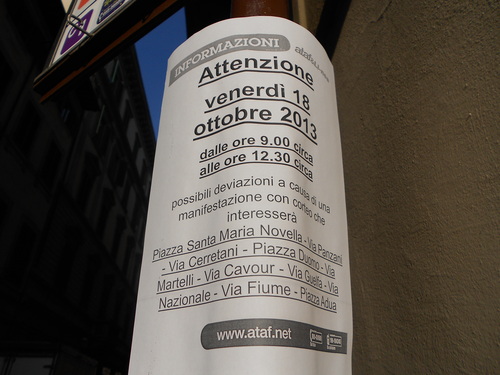 INFORMAZIONI
ataf
Attenzione
venerdì 18
ottobre 2013
dalle ore 9.00 circa
alle ore 12.30 circa
possibili deviazioni a causa di una
manifestazione con corteo che
interesserà
Piazza Santa Maria Novella - Via Panzani
- Via Cerretani - Piazza Duomo - Via
Martelli - Via Cavour - Via Guelfa - Via
Nazionale - Via Fiume - Piazza Adua
www.ataf.net